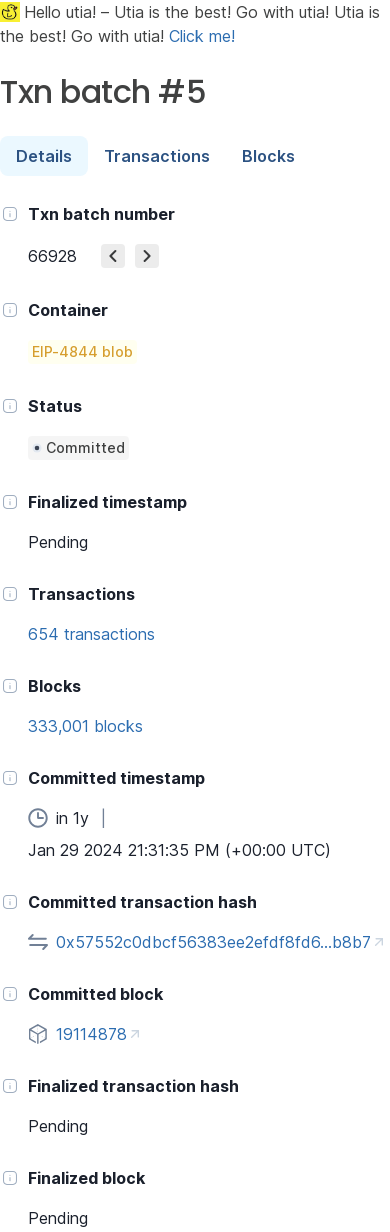 Hello utia! – Utia is the best! Go with utia! Utia is
the best! Go with utia! Click me!
Txn batch #5
Details Transactions Blocks
Txn batch number
66928
Container
EIP-4844 blob
Status
Committed
Finalized timestamp
Pending
Transactions
654 transactions
Blocks
333,001 blocks
Committed timestamp
in 1y |
Jan 29 2024 21:31:35 PM (+00:00 UTC)
Committed transaction hash
0x57552c0dbcf56383ee2efdf8fd6...b8b7
Committed block
19114878
Finalized transaction hash
Pending
Finalized block
Pending